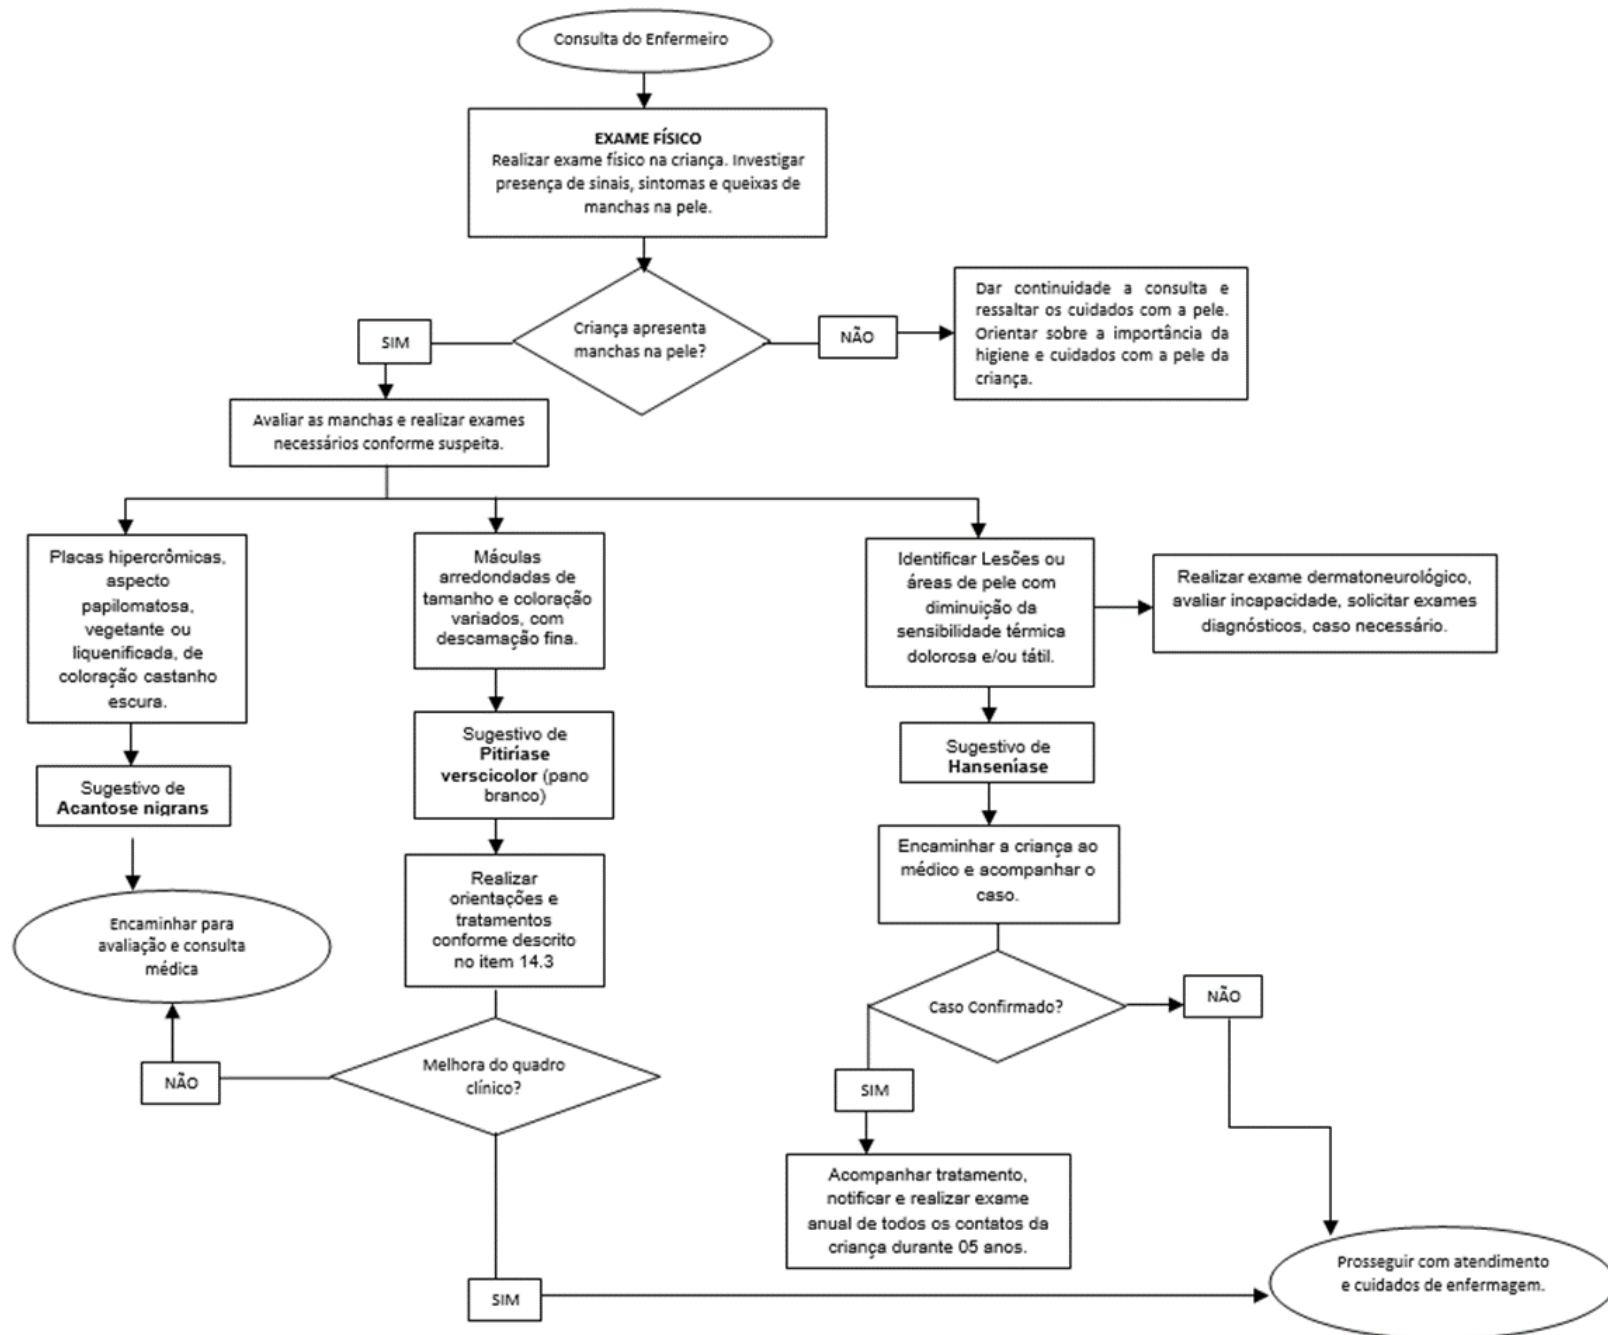 Consulta do Enfermeiro
EXAME FÍSICO
Realizar exame físico na criança. Investigar
presença de sinais, sintomas e queixas de
manchas na pele.
Criança apresenta
manchas na pele?
SIM
NÃO
Dar continuidade a consulta e
ressaltar os cuidados com a pele.
Orientar sobre a importância da
higiene e cuidados com a pele da
criança.
Avaliar as manchas e realizar exames
necessários conforme suspeita.
Placas hipercrômicas,
aspecto
papilomatosa,
vegetante ou
liquenificada, de
coloração castanho
escura.
Sugestivo de
Acantose nigrans
Encaminhar para
avaliação e consulta
médica
Máculas
arredondadas de
tamanho e coloração
variados, com
descamação fina.
Sugestivo de
Pitiríase
verscicolor (pano
branco)
Realizar
orientações e
tratamentos
conforme descrito
no item 14.3
Melhora do quadro
clínico?
NÃO
SIM
Identificar Lesões ou
áreas de pele com
diminuição da
sensibilidade térmica
dolorosa e/ou tátil.
Realizar exame dermatoneurológico,
avaliar incapacidade, solicitar exames
diagnósticos, caso necessário.
Sugestivo de
Hanseníase
Encaminhar a criança ao
médico e acompanhar o
caso.
Caso Confirmado?
NÃO
SIM
Acompanhar tratamento,
notificar e realizar exame
anual de todos os contatos da
criança durante 05 anos.
Prosseguir com atendimento
e cuidados de enfermagem.